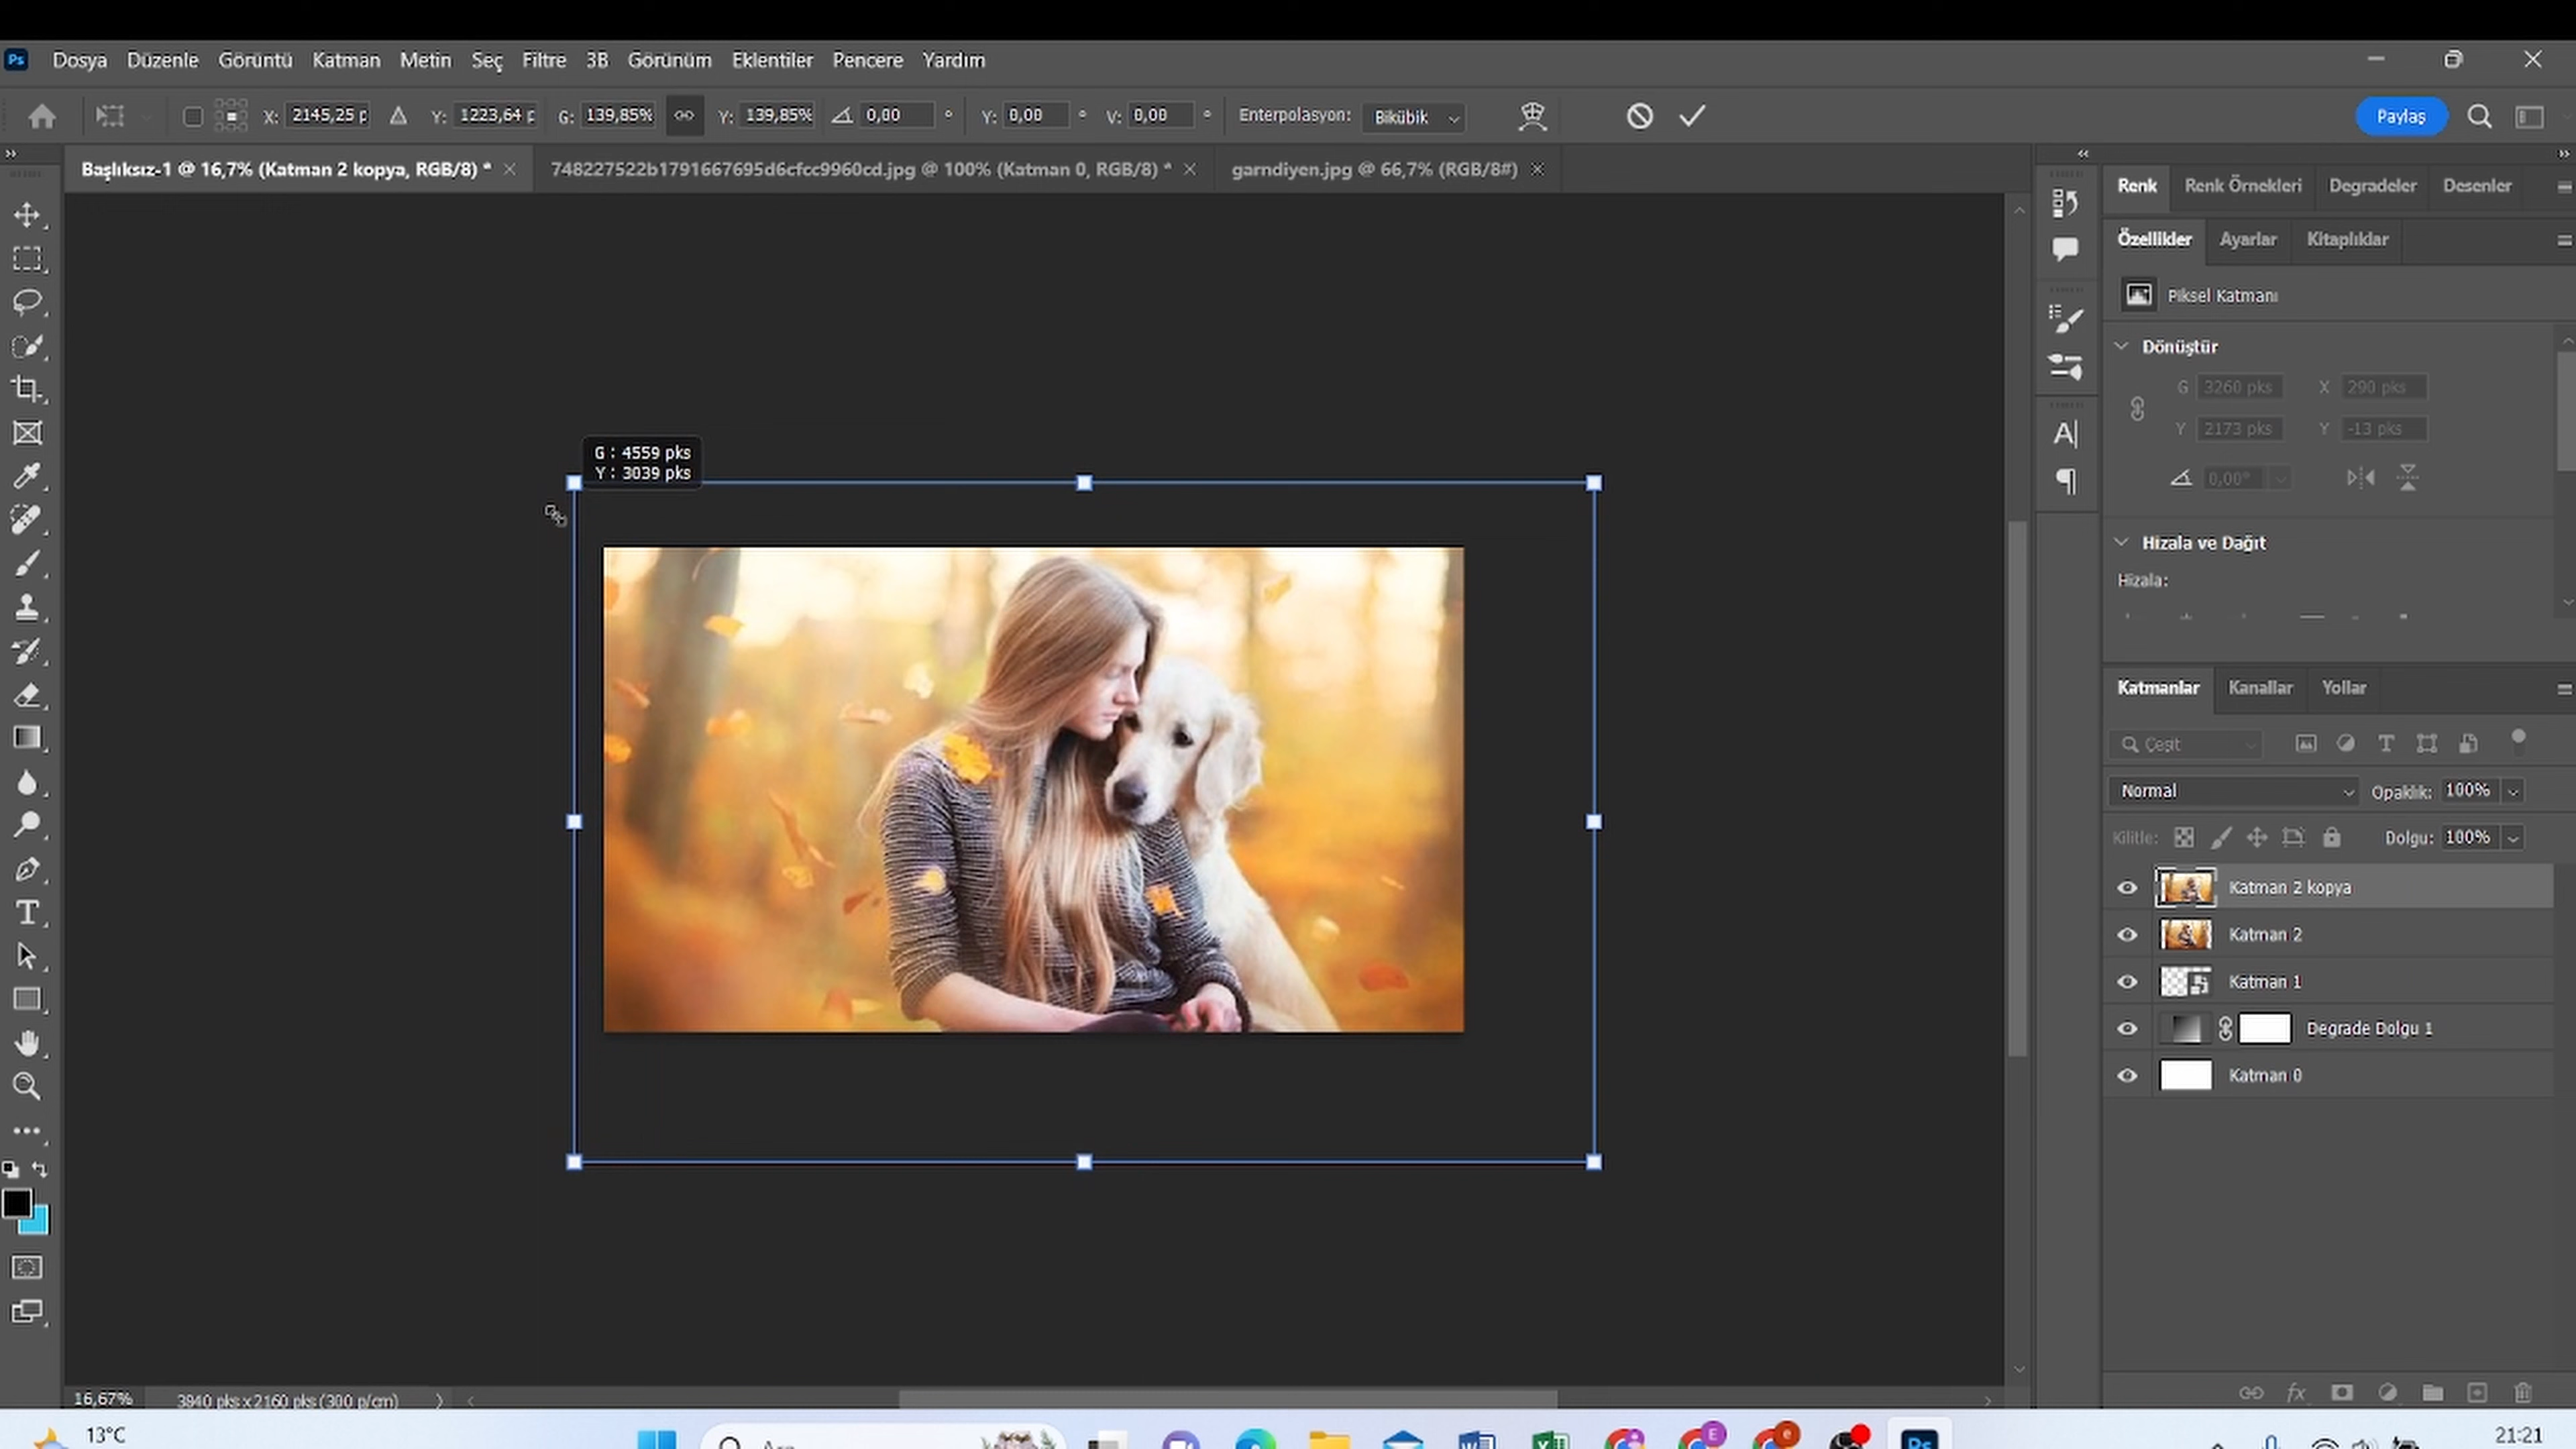 Ps Dosya Düzenle Görüntü Katman Metin Seç Filtre 3B Görünüm Eklentiler Pencere Yardım
X: 2145,25 p Y: 1223,64 p G: 139,85% Y: 139,85% 0,00 ° Y: 0,00 ° V: 0,00 ° Enterpolasyon: Bikübik Paylaş
Başlıksız-1 @ 16,7% (Katman 2 kopya, RGB/8) * 748227522b1791667695d6cfcc9960cd.jpg @ 100% (Katman 0, RGB/8) * garndiyen.jpg @ 66,7% (RGB/8#)
Renk Renk Örnekleri Degradeler Desenler
Özellikler Ayarlar Kitaplıklar
Piksel Katmanı
Dönüştür
G 3260 pks X 290 pks
Y 2173 pks Y -13 pks
0,00°
Hizala ve Dağıt
Hizala:
G : 4559 pks
Y : 3039 pks
Katmanlar Kanallar Yollar
Çeşit
Normal Opaklık: 100%
Kilitle: Dolgu: 100%
Katman 2 kopya
Katman 2
Katman 1
Degrade Dolgu 1
Katman 0
fx
16,67% 3840 pks x 2160 pks (300 p/cm)
13°C
Ara
E
e
Ps
21:21